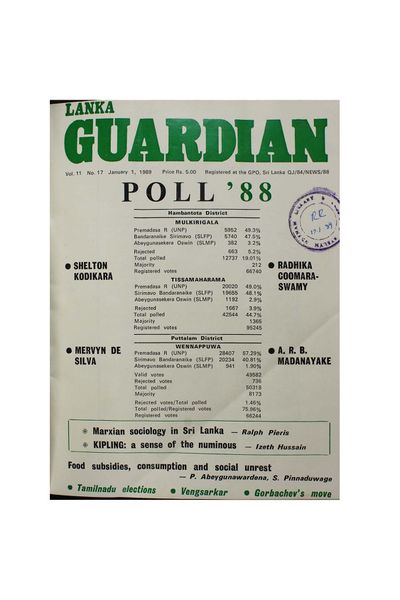 LANKA
GUARDIAN
Vol. 11 No. 17 January 1, 1989 Price Rs. 5.00 Registered at the GPO, Sri Lanka QJ/84/NEWS/88
POLL '88
Hambantota District
MULKIRIGALA
Premadasa R (UNP) 5952 49.3%
Bandaranaike Sirimavo (SLFP) 5740 47.5%
Abeygunasekera Oswin (SLMP) 382 3.2%
Rejected 663 5.2%
Total polled 12737 19.01%
Majority 212
Registered votes 66740
TISSAMAHARAMA
Premadasa R (UNP) 20020 49.0%
Sirimavo Bandaranaike (SLFP) 19655 48.1%
Abeygunasekera Oswin (SLMP) 1192 2.9%
Rejected 1667 3.9%
Total polled 42544 44.7%
Majority 1365
Registered votes 95245
Puttalam District
WENNAPPUWA
Premadasa R (UNP) 28407 57.29%
Sirimavo Bandaranaike (SLFP) 20234 40.81%
Abeygunasekera Oswin (SLMP) 941 1.90%
Valid votes 49582
Rejected votes 736
Total polled 50318
Majority 8173
Rejected votes/Total polled 1.46%
Total polled/Registered votes 75.96%
Registered votes 66244
● SHELTON
KODIKARA
● MERVYN DE
SILVA
● RADHIKA
COOMARA-
SWAMY
● A. R. B.
MADANAYAKE
RR
Marxian sociology in Sri Lanka — Ralph Pieris
KIPLING: a sense of the numinous — Izeth Hussain
Food subsidies, consumption and social unrest
— P. Abeygunawardena, S. Pinnaduwage
● Tamilnadu elections ● Vengsarkar ● Gorbachev's move